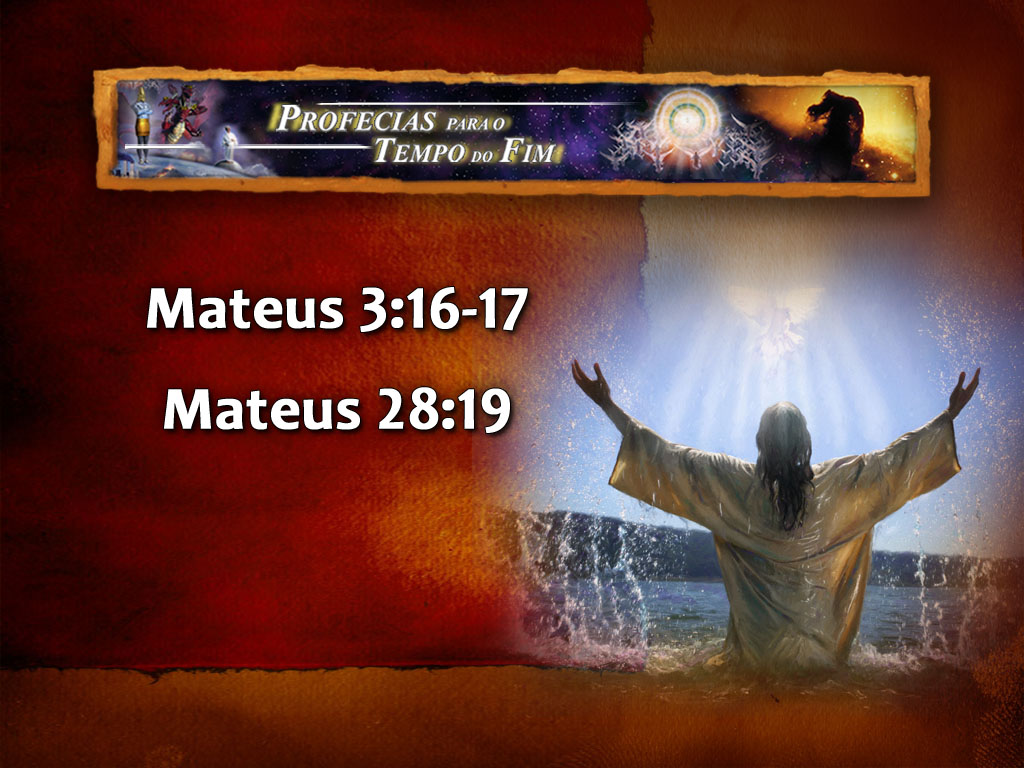 PROFECIAS PARA O
TEMPO DO FIM
Mateus 3:16-17
Mateus 28:19